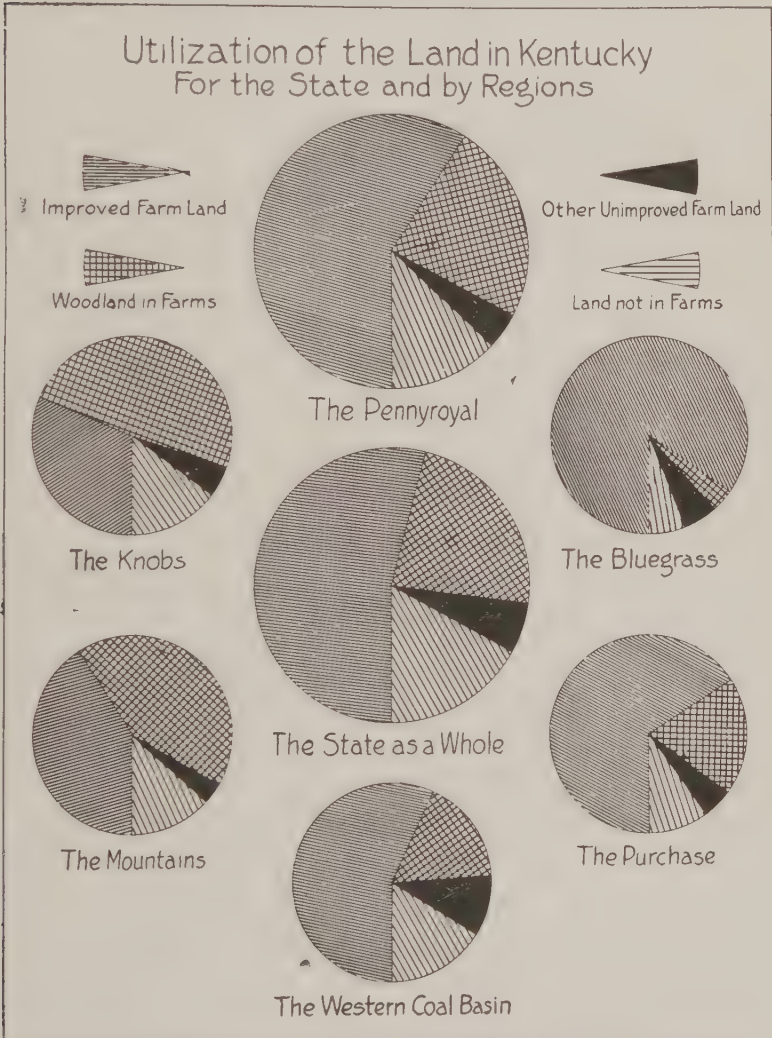 Utilization of the Land in Kentucky
For the State and by Regions
Improved Farm Land
Other Unimproved Farm Land
Woodland in Farms
Land not in Farms
The Pennyroyal
The Knobs
The Bluegrass
The State as a Whole
The Mountains
The Purchase
The Western Coal Basin